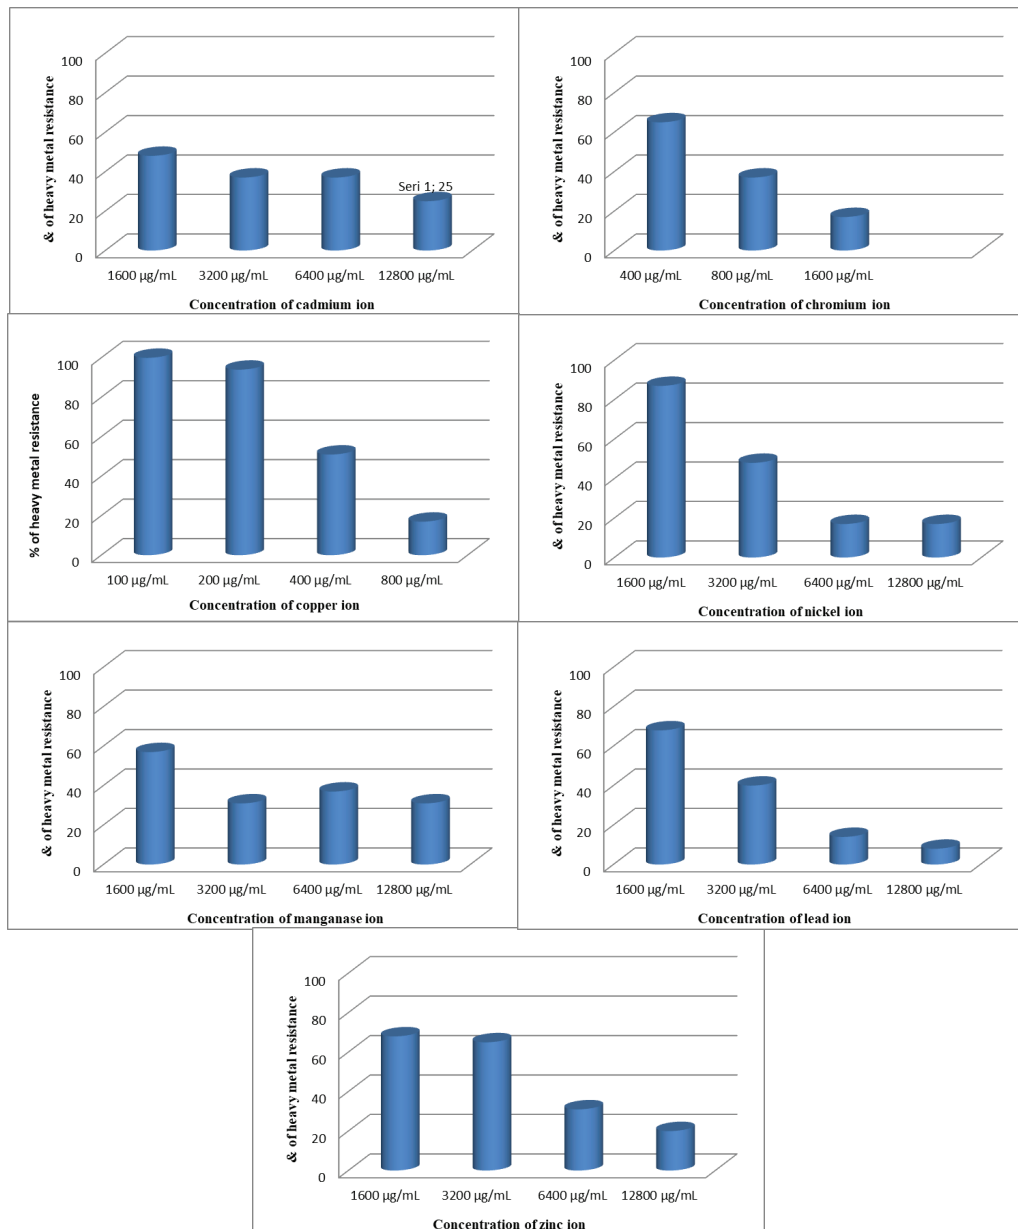 & of heavy metal resistance
100
80
60
40
20
0
Seri 1; 25
1600 µg/mL 3200 µg/mL 6400 µg/mL 12800 µg/mL
Concentration of cadmium ion
& of heavy metal resistance
100
80
60
40
20
0
400 µg/mL 800 µg/mL 1600 µg/mL
Concentration of chromium ion
% of heavy metal resistance
100
80
60
40
20
0
100 µg/mL 200 µg/mL 400 µg/mL 800 µg/mL
Concentration of copper ion
& of heavy metal resistance
100
80
60
40
20
0
1600 µg/mL 3200 µg/mL 6400 µg/mL 12800 µg/mL
Concentration of nickel ion
& of heavy metal resistance
100
80
60
40
20
0
1600 µg/mL 3200 µg/mL 6400 µg/mL 12800 µg/mL
Concentration of manganase ion
& of heavy metal resistance
100
80
60
40
20
0
1600 µg/mL 3200 µg/mL 6400 µg/mL 12800 µg/mL
Concentration of lead ion
& of heavy metal resistance
100
80
60
40
20
0
1600 µg/mL 3200 µg/mL 6400 µg/mL 12800 µg/mL
Concentration of zinc ion